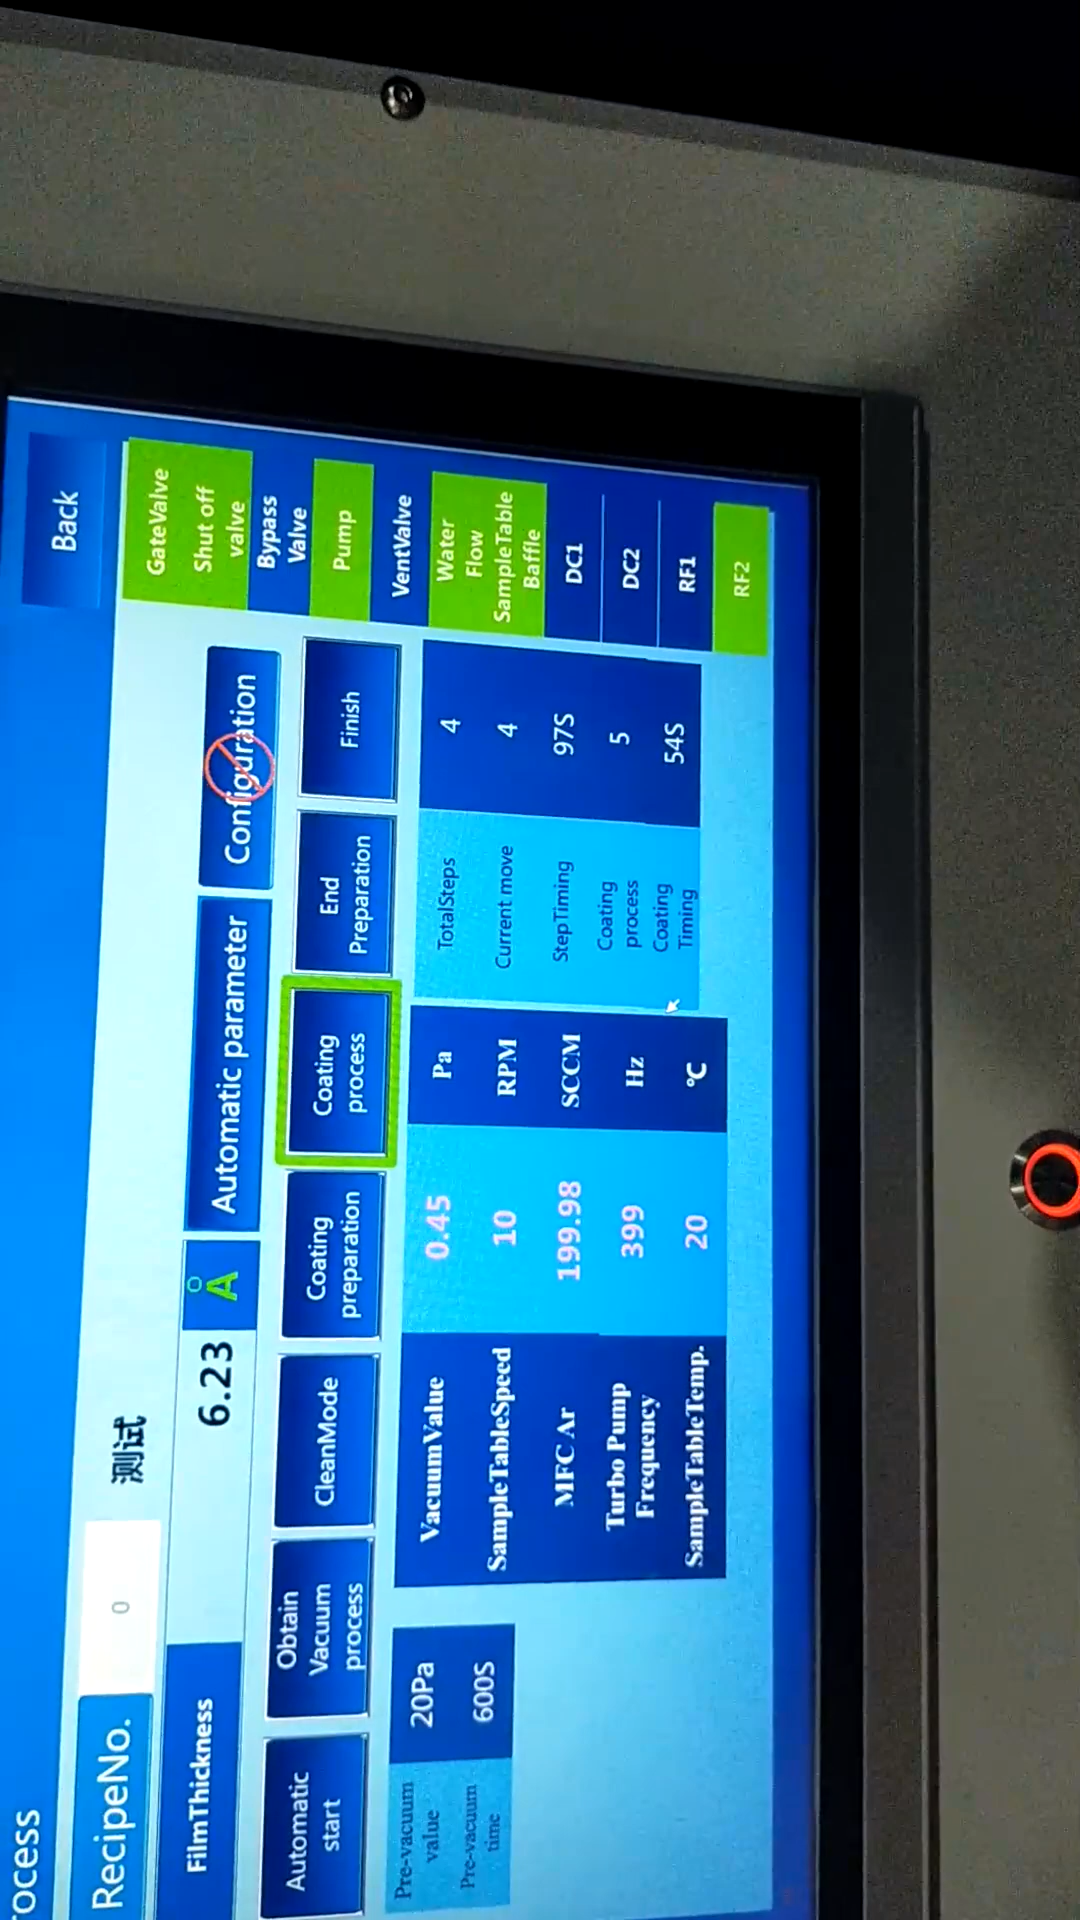 ocess
Back
RecipeNo.
0
测试
FilmThickness
6.23
Å
Automatic parameter
Configuration
Automatic
start
Obtain
Vacuum
process
CleanMode
Coating
preparation
Coating
process
End
Preparation
Finish
Pre-vacuum
value
20Pa
Pre-vacuum
time
600S
VacuumValue
0.45
Pa
SampleTableSpeed
10
RPM
MFC Ar
199.98
SCCM
Turbo Pump
Frequency
399
Hz
SampleTableTemp.
20
℃
TotalSteps
4
Current move
4
StepTiming
97S
Coating
process
5
Coating
Timing
54S
GateValve
Shut off
valve
Bypass
Valve
Pump
VentValve
Water
Flow
SampleTable
Baffle
DC1
DC2
RF1
RF2